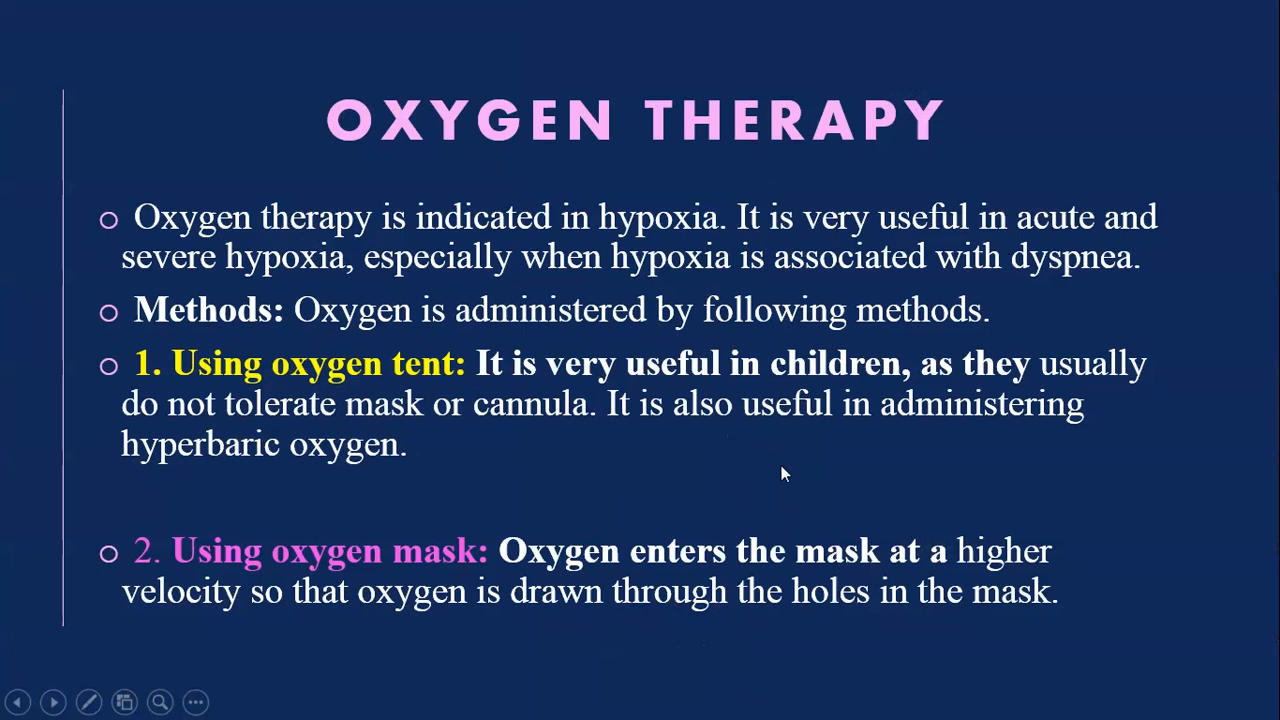 OXYGEN THERAPY
Oxygen therapy is indicated in hypoxia. It is very useful in acute and
severe hypoxia, especially when hypoxia is associated with dyspnea.
Methods: Oxygen is administered by following methods.
1. Using oxygen tent: It is very useful in children, as they usually
do not tolerate mask or cannula. It is also useful in administering
hyperbaric oxygen.
2. Using oxygen mask: Oxygen enters the mask at a higher
velocity so that oxygen is drawn through the holes in the mask.